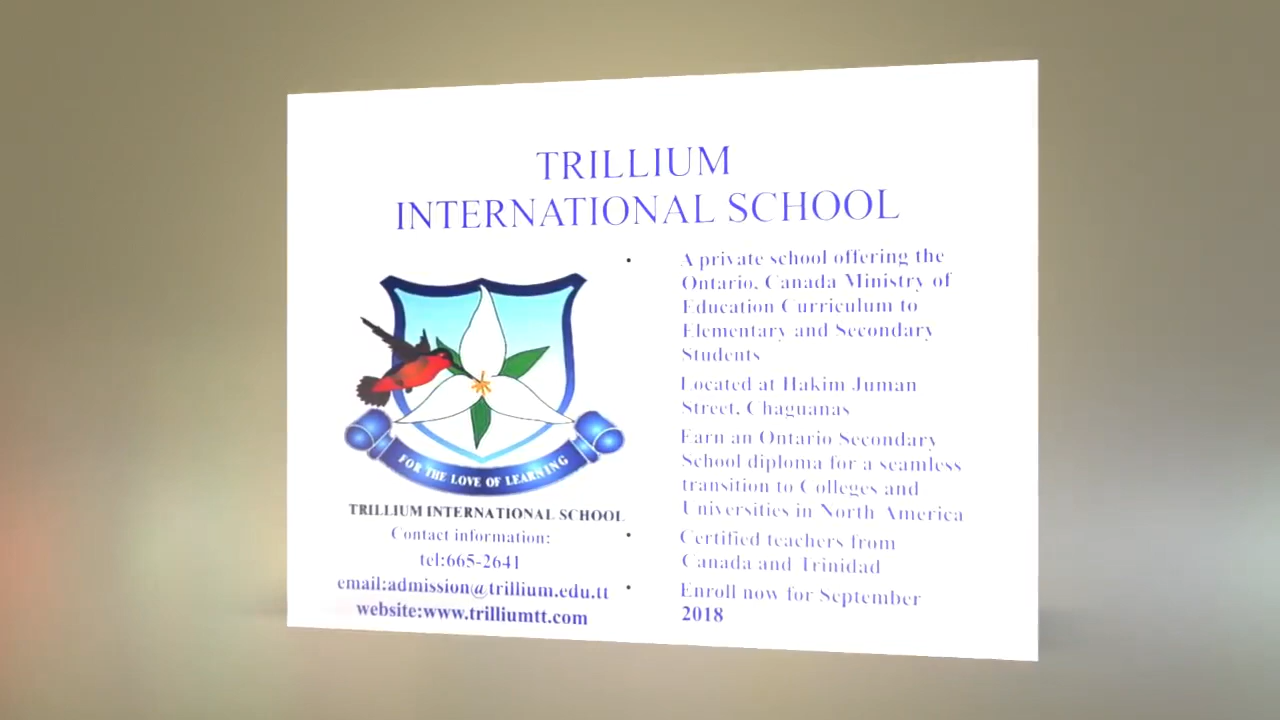 TRILLIUM
INTERNATIONAL SCHOOL
FOR THE LOVE OF LEARNING
TRILLIUM INTERNATIONAL SCHOOL
Contact information:
tel:665-2641
email:admission@trillium.edu.tt
website:www.trilliumtt.com
• A private school offering the
Ontario, Canada Ministry of
Education Curriculum to
Elementary and Secondary
Students
Located at Hakim Juman
Street, Chaguanas
Earn an Ontario Secondary
School diploma for a seamless
transition to Colleges and
Universities in North America
• Certified teachers from
Canada and Trinidad
• Enroll now for September
2018